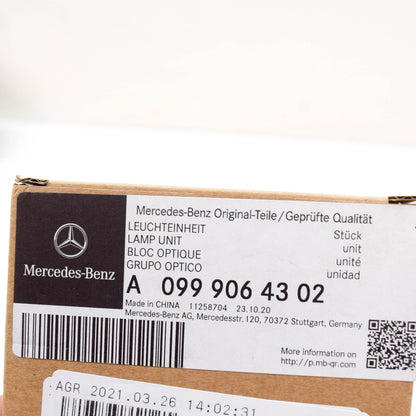 Mercedes-Benz Original-Teile/Geprüfte Qualität
LEUCHTEINHEIT Stück
LAMP UNIT unit
BLOC OPTIQUE unité
GRUPO OPTICO unidad
Mercedes-Benz
A 099 906 43 02
Made in CHINA 11258704 23.10.20
Mercedes-Benz AG, Mercedesstr.120, 70372 Stuttgart, Germany
More information on
http://p.mb-qr.com/
AGR 2021.03.26 14:02:31